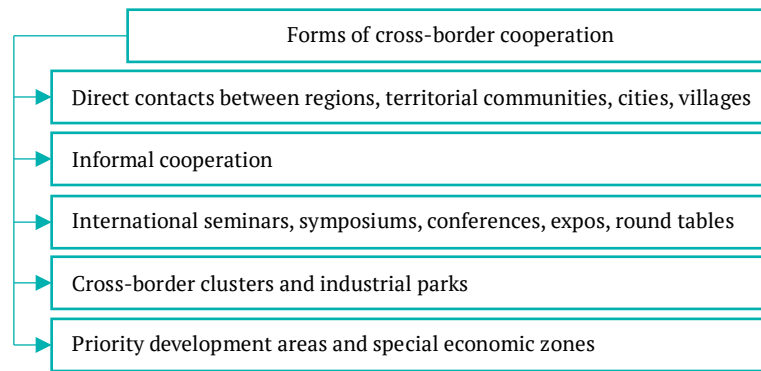 Forms of cross-border cooperation
Direct contacts between regions, territorial communities, cities, villages
Informal cooperation
International seminars, symposiums, conferences, expos, round tables
Cross-border clusters and industrial parks
Priority development areas and special economic zones